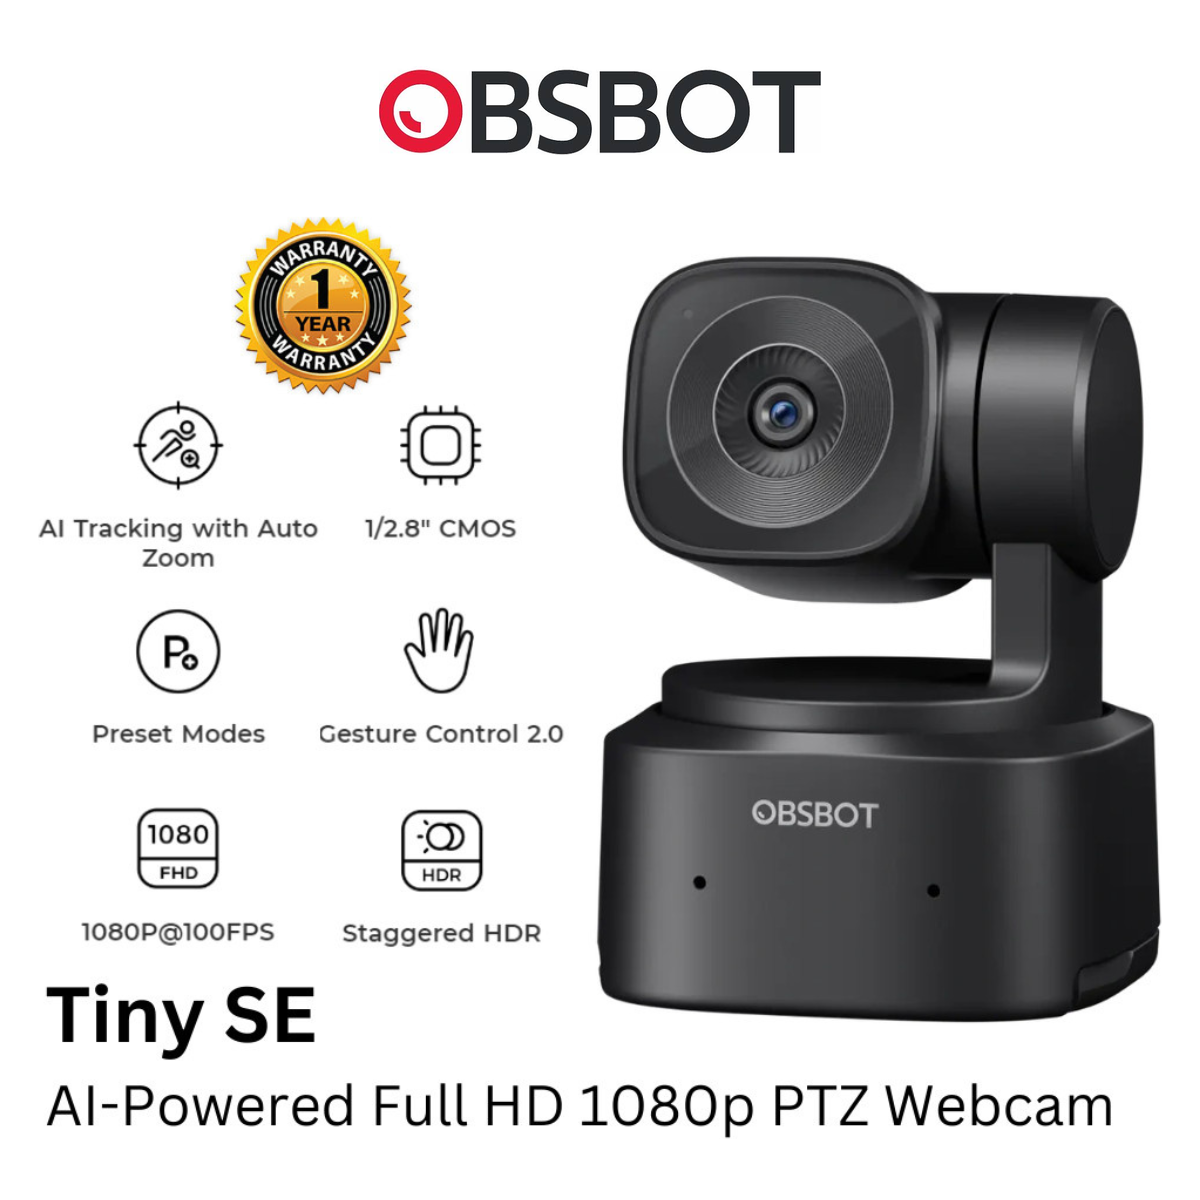 OBSBOT
WARRANTY
1
YEAR
WARRANTY
AI Tracking with Auto
Zoom
1/2.8" CMOS
P
Preset Modes
Gesture Control 2.0
1080
FHD
1080P@100FPS
HDR
Staggered HDR
OBSBOT
Tiny SE
AI-Powered Full HD 1080p PTZ Webcam